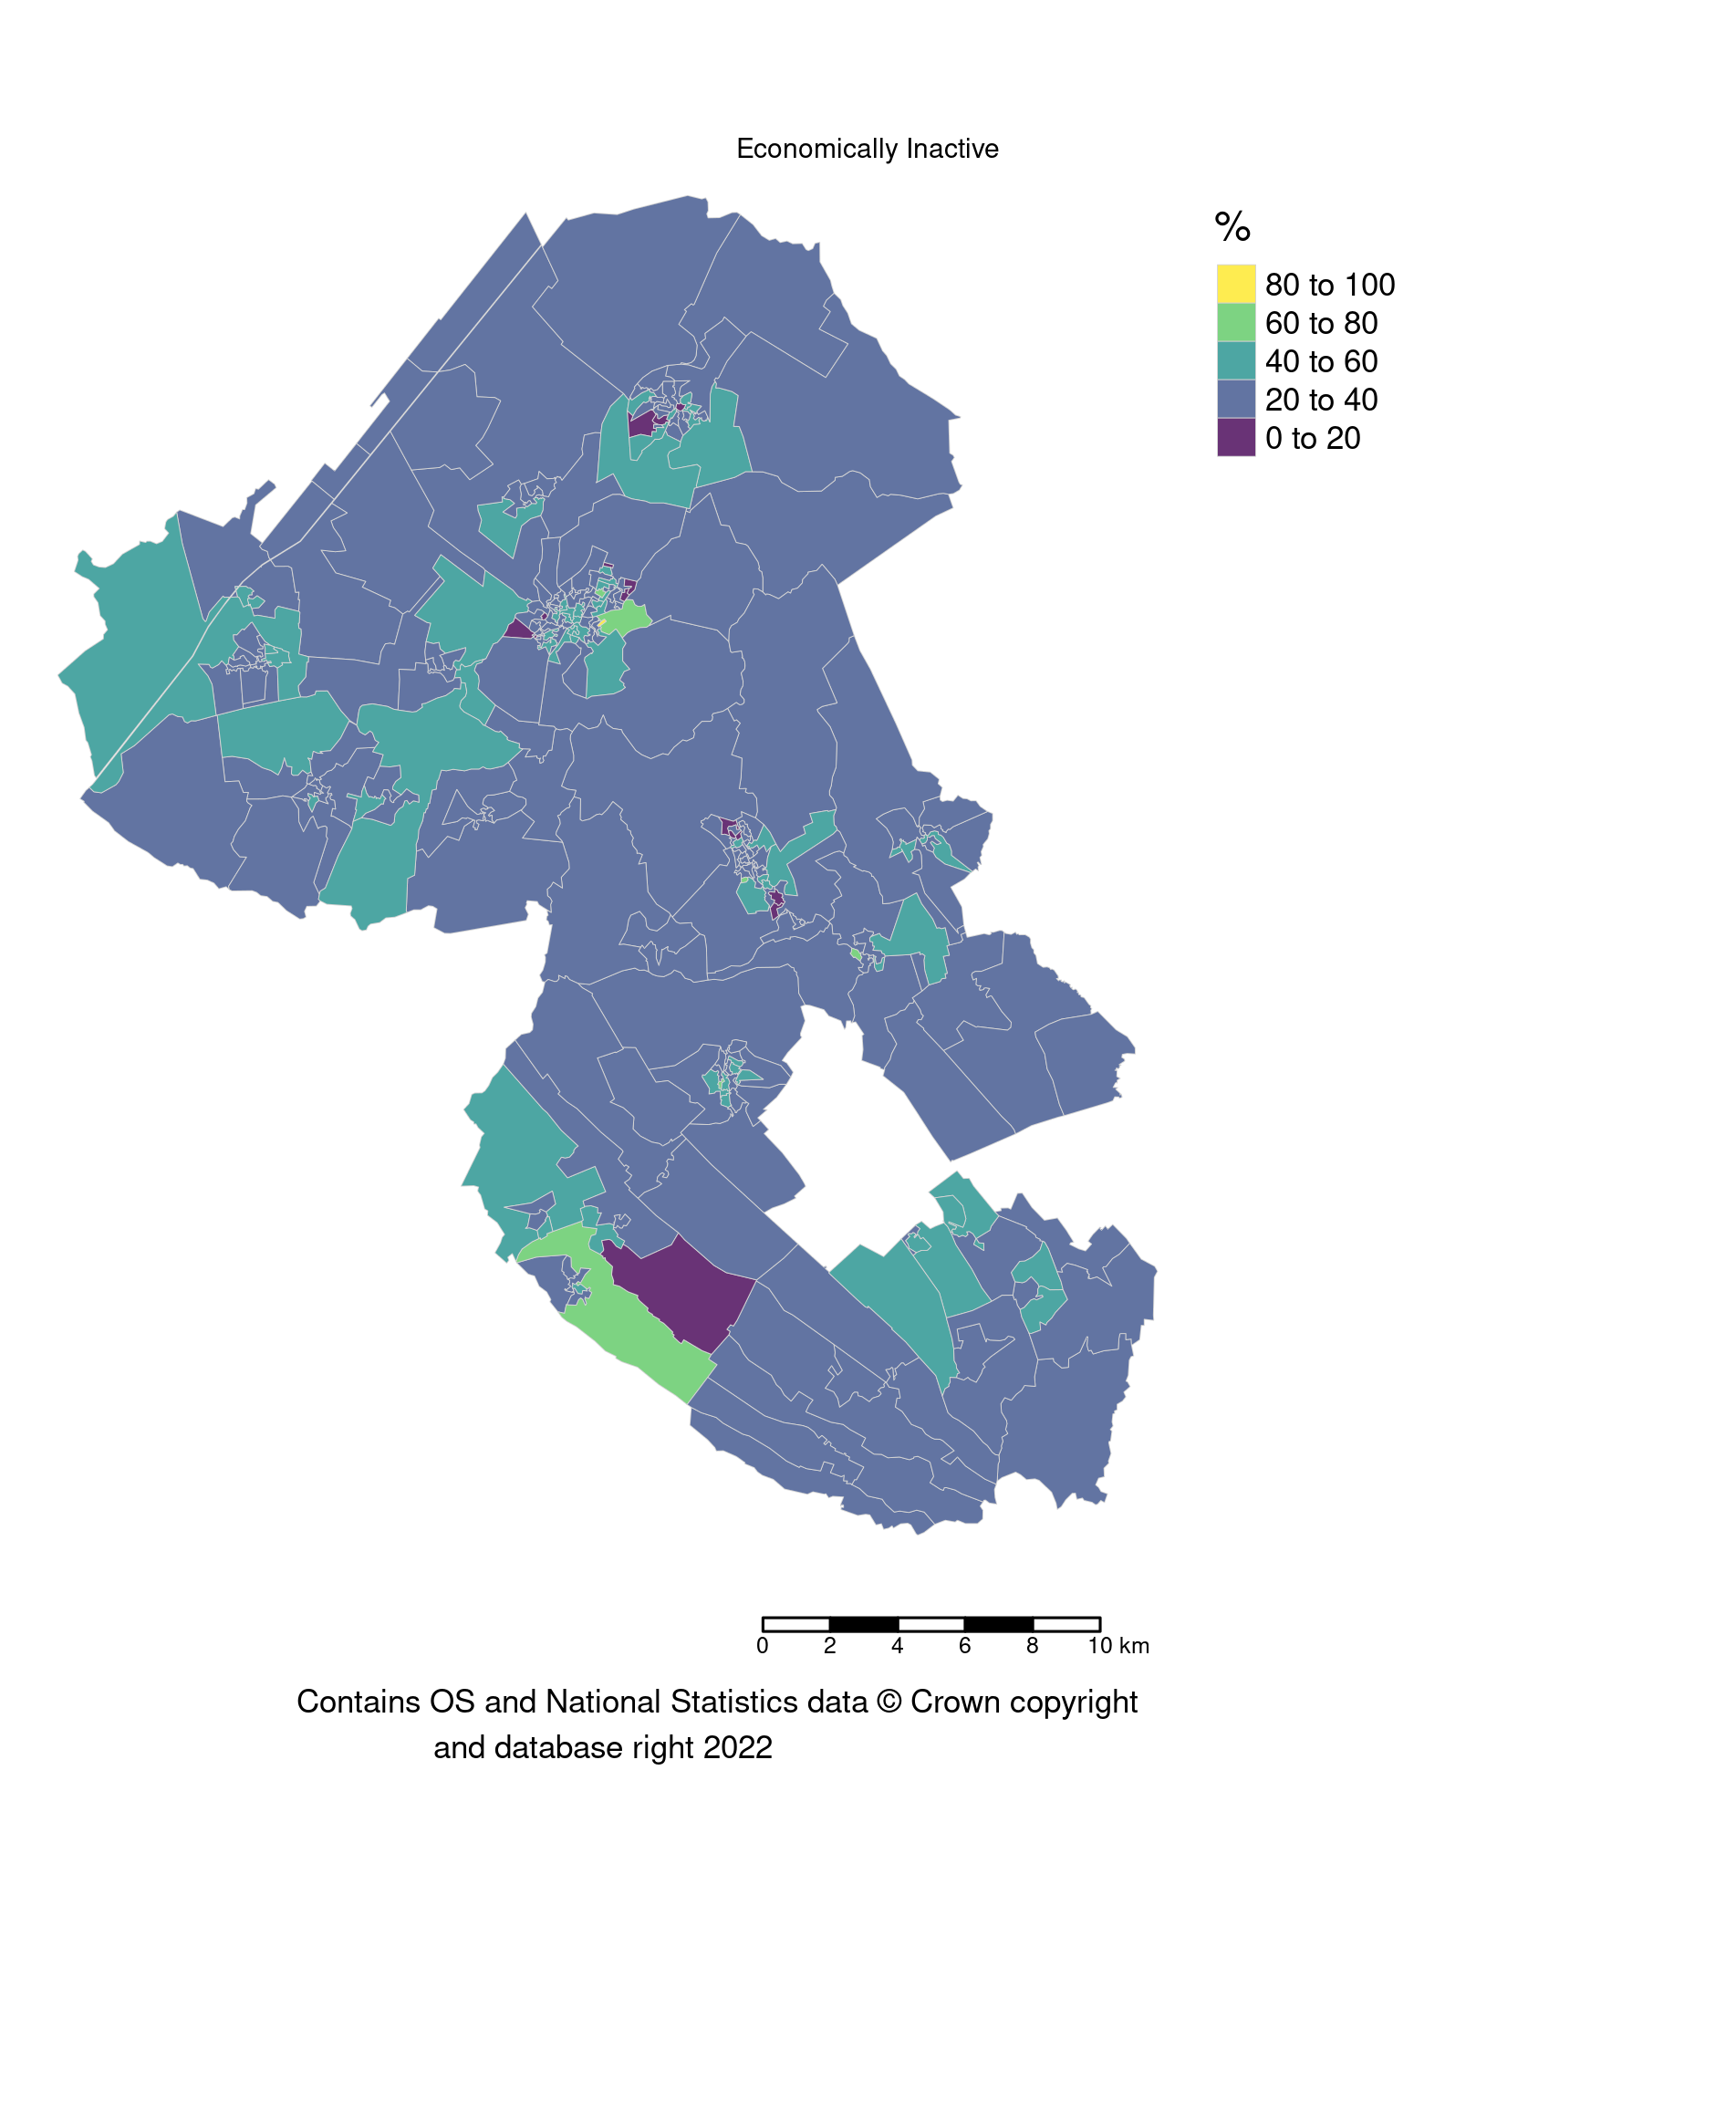 Economically Inactive
%
80 to 100
60 to 80
40 to 60
20 to 40
0 to 20
0 2 4 6 8 10 km
Contains OS and National Statistics data © Crown copyright
and database right 2022